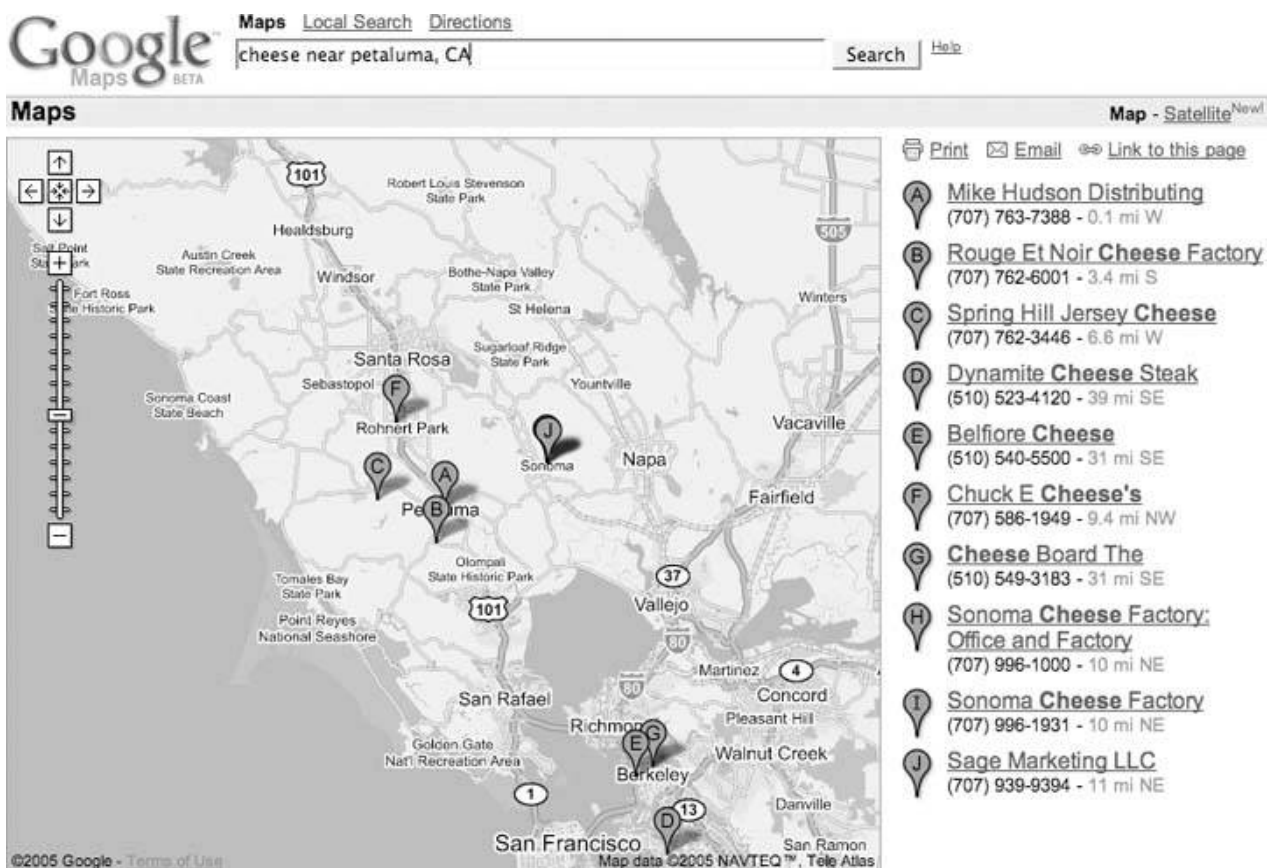 Google
Maps BETA
Maps Local Search Directions
cheese near petaluma, CA
Search
Help
Maps
Map - Satellite New!
Print Email Link to this page
A Mike Hudson Distributing
(707) 763-7388 - 0.1 mi W
B Rouge Et Noir Cheese Factory
(707) 762-6001 - 3.4 mi S
C Spring Hill Jersey Cheese
(707) 762-3446 - 6.6 mi W
D Dynamite Cheese Steak
(510) 523-4120 - 39 mi SE
E Belfiore Cheese
(510) 540-5500 - 31 mi SE
F Chuck E Cheese's
(707) 586-1949 - 9.4 mi NW
G Cheese Board The
(510) 549-3183 - 31 mi SE
H Sonoma Cheese Factory:
Office and Factory
(707) 996-1000 - 10 mi NE
I Sonoma Cheese Factory
(707) 996-1931 - 10 mi NE
J Sage Marketing LLC
(707) 939-9394 - 11 mi NE
101
Robert Louis Stevenson
State Park
505
Healdsburg
Austin Creek
State Recreation Area
Windsor
Bothe-Napa Valley
State Park
Fort Ross
State Historic Park
Winters
St Helena
Santa Rosa
Sugarloaf Ridge
State Park
Sebastopol
F
Yountville
Sonoma Coast
State Beach
Rohnert Park
J
Vacaville
Sonoma
Napa
C
A
Fairfield
B
Olompali
State Historic Park
Tomales Bay
State Park
37
101
Vallejo
Point Reyes
National Seashore
80
Martinez
4
80
Concord
San Rafael
Richmond
Pleasant Hill
G
E
Golden Gate
Nat'l Recreation Area
Walnut Creek
Berkeley
1
13
Danville
D
San Francisco
San Ramon
©2005 Google - Terms of Use
Map data ©2005 NAVTEQ™, Tele Atlas